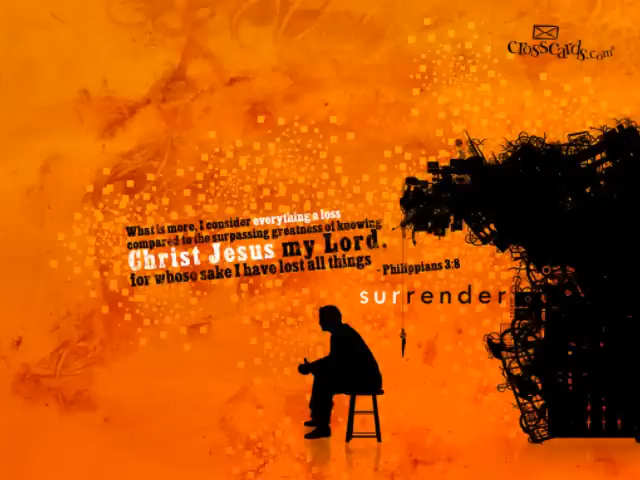 crosscards.com
What is more, I consider everything a loss
compared to the surpassing greatness of knowing
Christ Jesus my Lord.
for whose sake I have lost all things
- Philippians 3:8
surrender